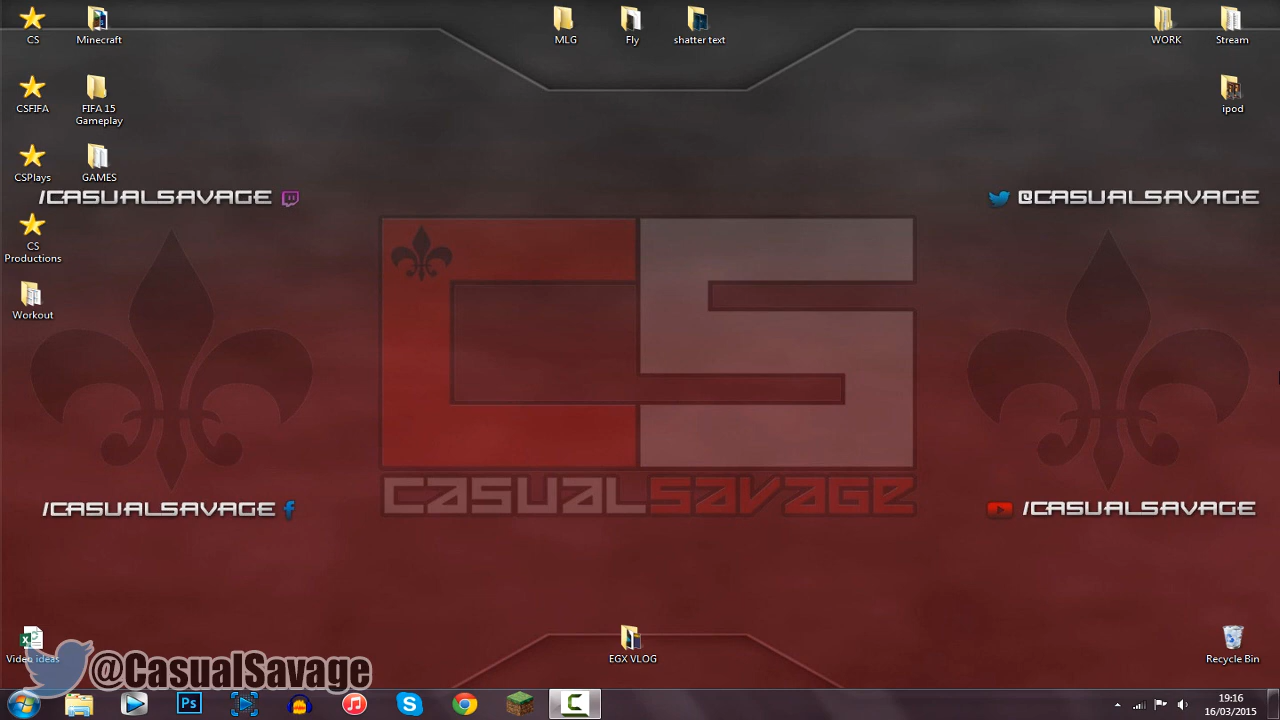 CS
Minecraft
MLG
Fly
shatter text
WORK
Stream
CSFIFA
FIFA 15
Gameplay
ipod
CSPlays
GAMES
/CASUALSAVAGE
@CASUALSAVAGE
CS
Productions
CS
Workout
CASUALSAVAGE
/CASUALSAVAGE
/CASUALSAVAGE
Video ideas
EGX VLOG
Recycle Bin
@CasualSavage
Ps
19:16
16/03/2015